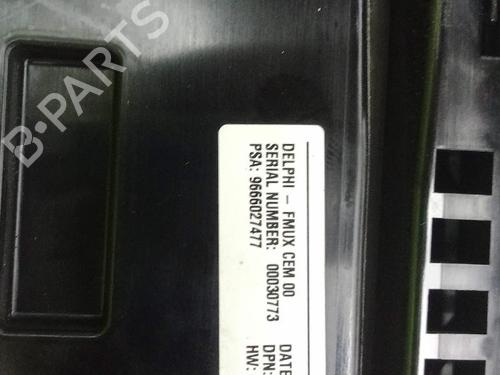 B-PARTS
DELPHI - FMUX CEM 00
SERIAL NUMBER: 00030773
PSA: 9666027477
DATE
DPN:
HW: